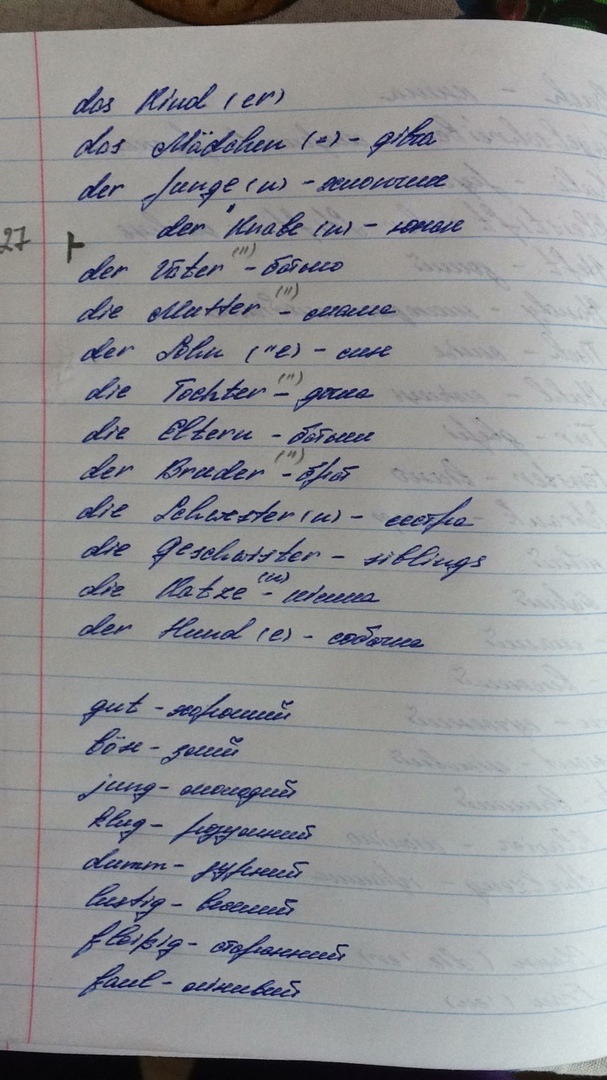 das Kind (er)
das Mädchen (=) - дівча
der Junge (n) - хлопчик
27 der Knabe (n) - юнак
der Vater (") - батько
die Mutter (") - мама
der Sohn ("e) - син
die Tochter (") - дочка
die Eltern - батьки
der Bruder (") - брат
die Schwester (n) - сестра
die Geschwister - siblings
die Katze (n) - кішка
der Hund (e) - собака
gut - хороший
böse - злий
jung - молодий
klug - розумний
dumm - дурний
lustig - веселий
fleißig - старанний
faul - лінивий